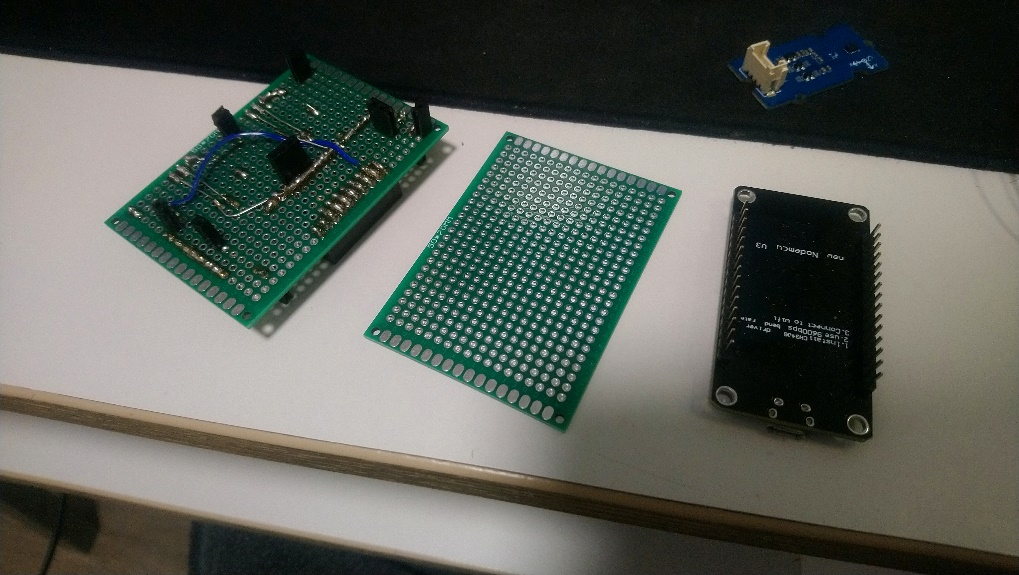 new Nodemcu V3
1.Install CH340G driver
2.use 9600bps baud rate
3.Connect to WiFi